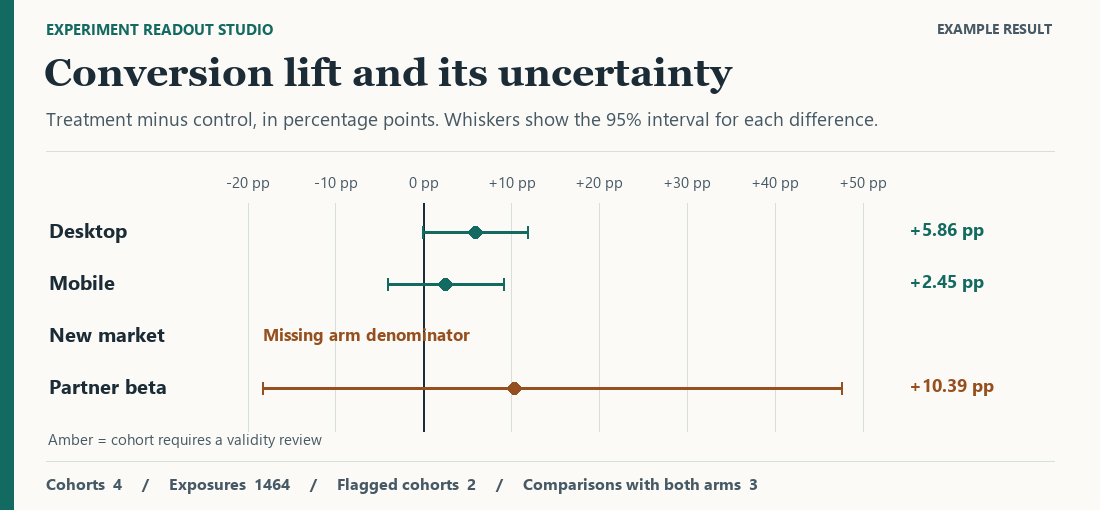 EXPERIMENT READOUT STUDIO
EXAMPLE RESULT
Conversion lift and its uncertainty
Treatment minus control, in percentage points. Whiskers show the 95% interval for each difference.
-20 pp -10 pp 0 pp +10 pp +20 pp +30 pp +40 pp +50 pp
Desktop +5.86 pp
Mobile +2.45 pp
New market Missing arm denominator
Partner beta +10.39 pp
Amber = cohort requires a validity review
Cohorts 4 / Exposures 1464 / Flagged cohorts 2 / Comparisons with both arms 3